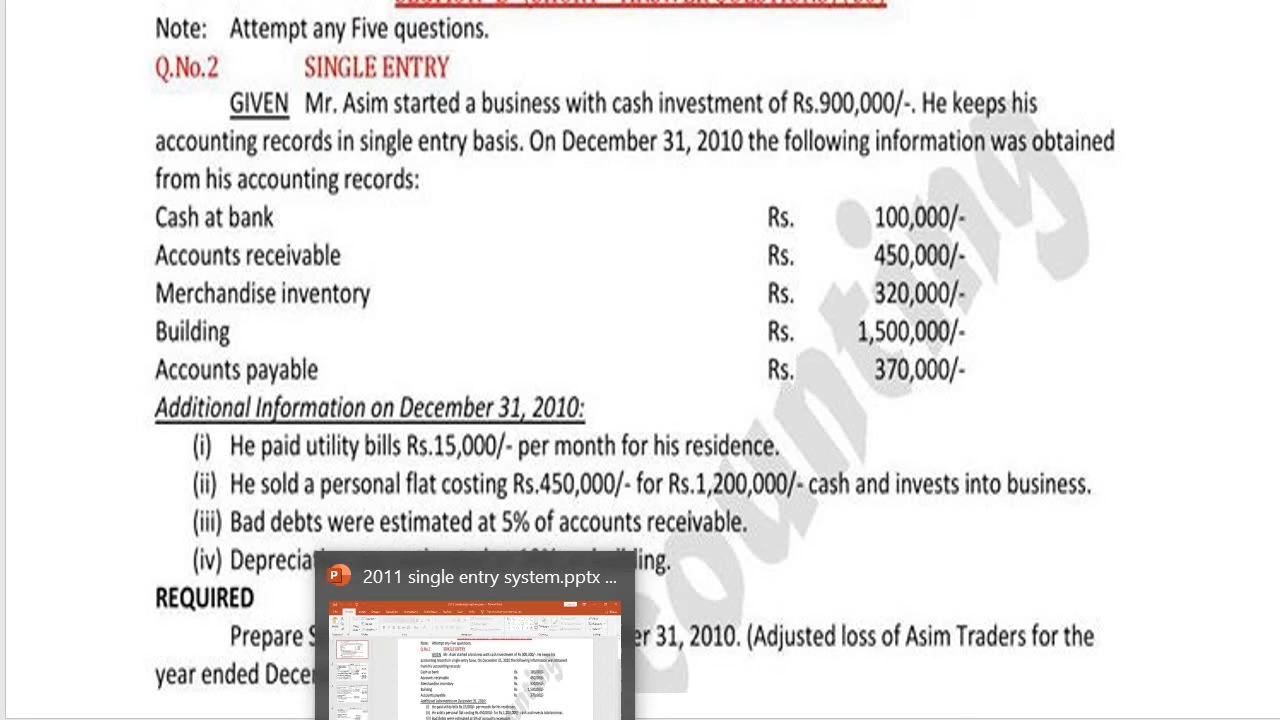 Note: Attempt any Five questions.
Q.No.2 SINGLE ENTRY
GIVEN Mr. Asim started a business with cash investment of Rs.900,000/-. He keeps his
accounting records in single entry basis. On December 31, 2010 the following information was obtained
from his accounting records:
Cash at bank Rs. 100,000/-
Accounts receivable Rs. 450,000/-
Merchandise inventory Rs. 320,000/-
Building Rs. 1,500,000/-
Accounts payable Rs. 370,000/-
Additional Information on December 31, 2010:
(i) He paid utility bills Rs.15,000/- per month for his residence.
(ii) He sold a personal flat costing Rs.450,000/- for Rs.1,200,000/- cash and invests into business.
(iii) Bad debts were estimated at 5% of accounts receivable.
(iv)
2011 single entry system.pptx ...
REQUIRED
Prepare 31, 2010. (Adjusted loss of Asim Traders for the
year ended
ounting